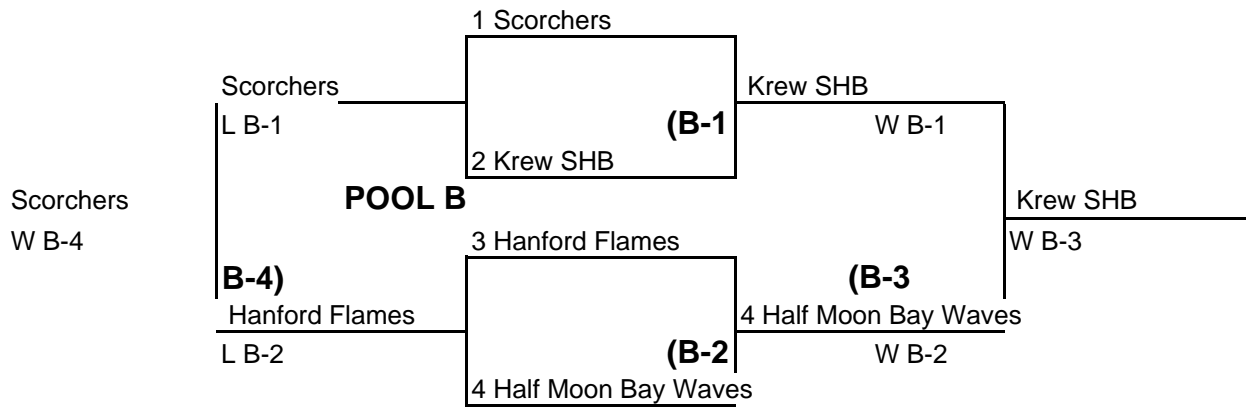 1 Scorchers
Scorchers Krew SHB
L B-1 (B-1 W B-1
2 Krew SHB
Scorchers POOL B Krew SHB
W B-4 3 Hanford Flames W B-3
B-4) (B-3
Hanford Flames 4 Half Moon Bay Waves
L B-2 (B-2 W B-2
4 Half Moon Bay Waves